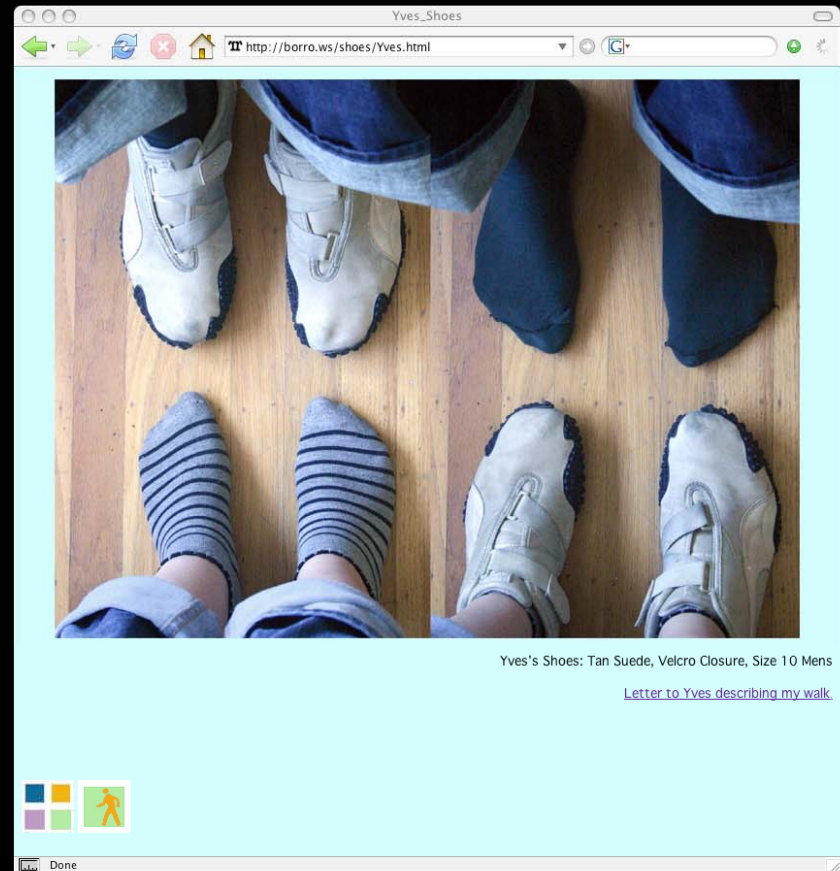 Yves_Shoes
http://borro.ws/shoes/Yves.html
G
Yves's Shoes: Tan Suede, Velcro Closure, Size 10 Mens
Letter to Yves describing my walk.
Done